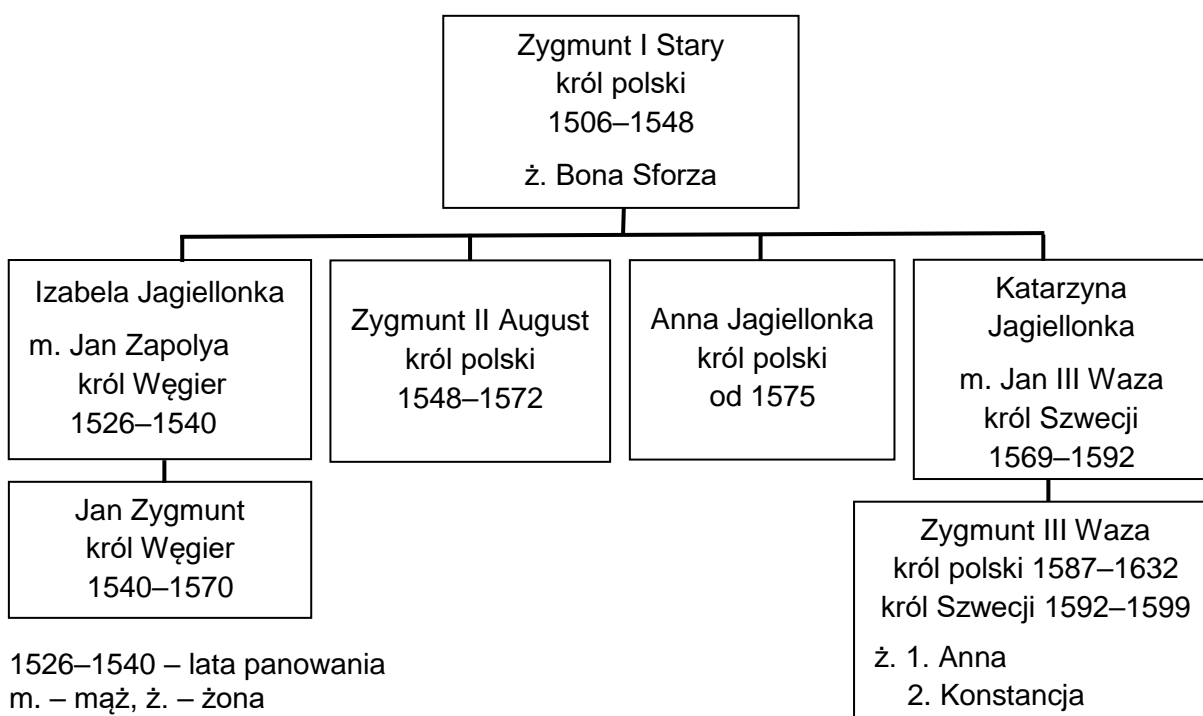 Zygmunt I Stary
król polski
1506–1548
ż. Bona Sforza
Izabela Jagiellonka
m. Jan Zapolya
król Węgier
1526–1540
Zygmunt II August
król polski
1548–1572
Anna Jagiellonka
król polski
od 1575
Katarzyna
Jagiellonka
m. Jan III Waza
król Szwecji
1569–1592
Jan Zygmunt
król Węgier
1540–1570
Zygmunt III Waza
król polski 1587–1632
król Szwecji 1592–1599
ż. 1. Anna
2. Konstancja
1526–1540 – lata panowania
m. – mąż, ż. – żona